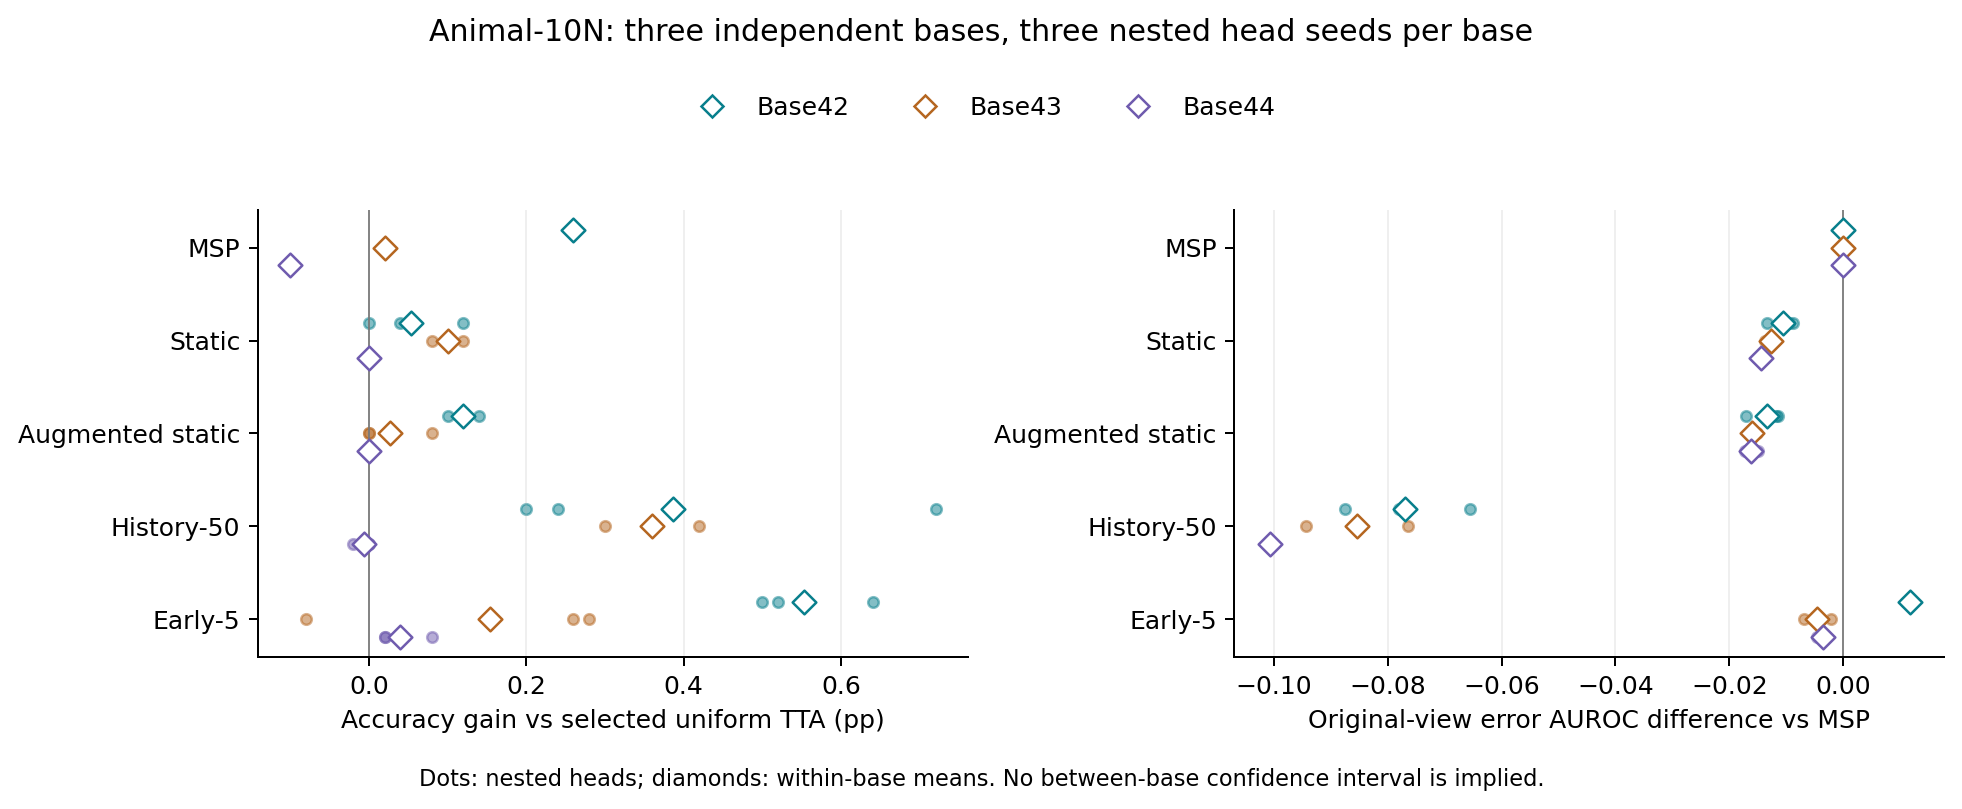 Animal-10N: three independent bases, three nested head seeds per base
Base42 Base43 Base44
MSP
Static
Augmented static
History-50
Early-5
0.0 0.2 0.4 0.6
Accuracy gain vs selected uniform TTA (pp)
MSP
Static
Augmented static
History-50
Early-5
−0.10 −0.08 −0.06 −0.04 −0.02 0.00
Original-view error AUROC difference vs MSP
Dots: nested heads; diamonds: within-base means. No between-base confidence interval is implied.